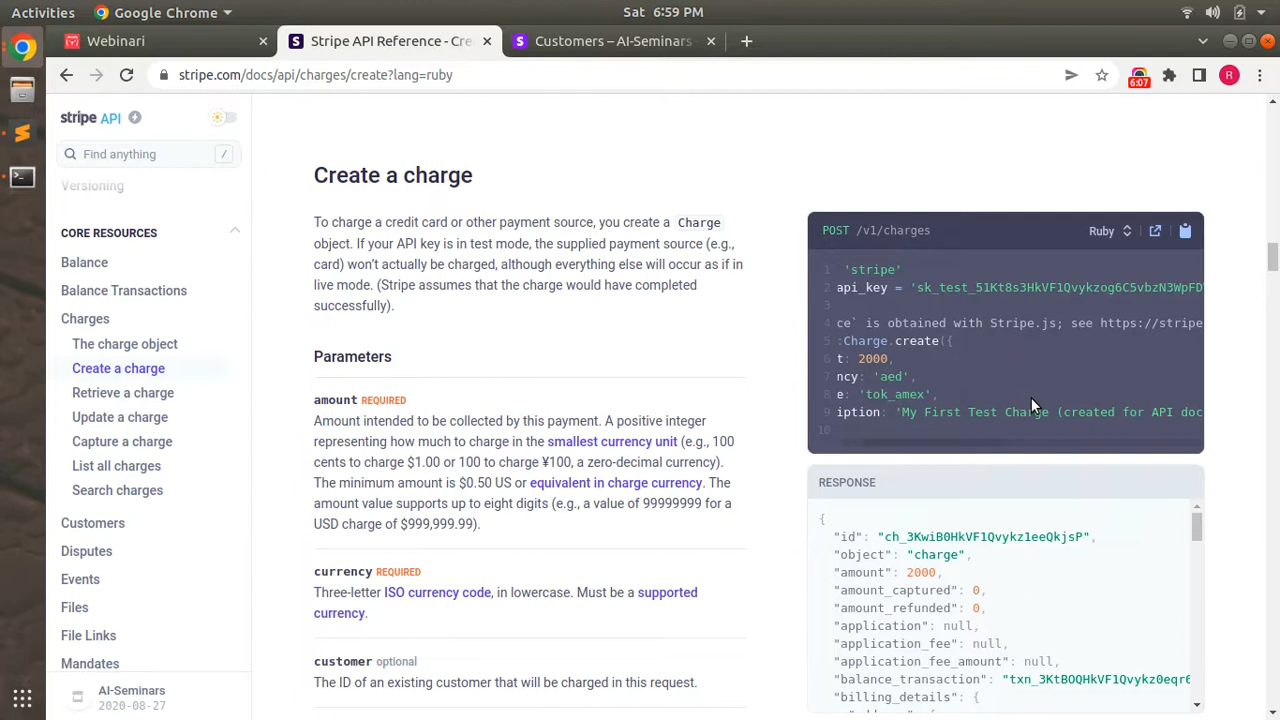 Activities
Google Chrome
Sat 6:59 PM
Webinari
Stripe API Reference - Cre
Customers – AI-Seminars
stripe.com/docs/api/charges/create?lang=ruby
6:07
R
stripe API
Find anything
/
Versioning
CORE RESOURCES
Balance
Balance Transactions
Charges
The charge object
Create a charge
Retrieve a charge
Update a charge
Capture a charge
List all charges
Search charges
Customers
Disputes
Events
Files
File Links
Mandates
AI-Seminars
2020-08-27
Create a charge
To charge a credit card or other payment source, you create a Charge
object. If your API key is in test mode, the supplied payment source (e.g.,
card) won't actually be charged, although everything else will occur as if in
live mode. (Stripe assumes that the charge would have completed
successfully).
Parameters
amount REQUIRED
Amount intended to be collected by this payment. A positive integer
representing how much to charge in the smallest currency unit (e.g., 100
cents to charge $1.00 or 100 to charge ¥100, a zero-decimal currency).
The minimum amount is $0.50 US or equivalent in charge currency. The
amount value supports up to eight digits (e.g., a value of 99999999 for a
USD charge of $999,999.99).
currency REQUIRED
Three-letter ISO currency code, in lowercase. Must be a supported
currency.
customer optional
The ID of an existing customer that will be charged in this request.
POST /v1/charges
Ruby
1 'stripe'
2 api_key = 'sk_test_51Kt8s3HkVF1Qvykzog6C5vbzN3WpFD
3
4 ce` is obtained with Stripe.js; see https://stripe
5 :Charge.create({
6 t: 2000,
7 ncy: 'aed',
8 e: 'tok_amex',
9 iption: 'My First Test Charge (created for API doc
10
RESPONSE
{
"id": "ch_3KwiB0HkVF1Qvykz1eeQkjsP",
"object": "charge",
"amount": 2000,
"amount_captured": 0,
"amount_refunded": 0,
"application": null,
"application_fee": null,
"application_fee_amount": null,
"balance_transaction": "txn_3KtBOQHkVF1Qvykz0eqr6
"billing_details": {